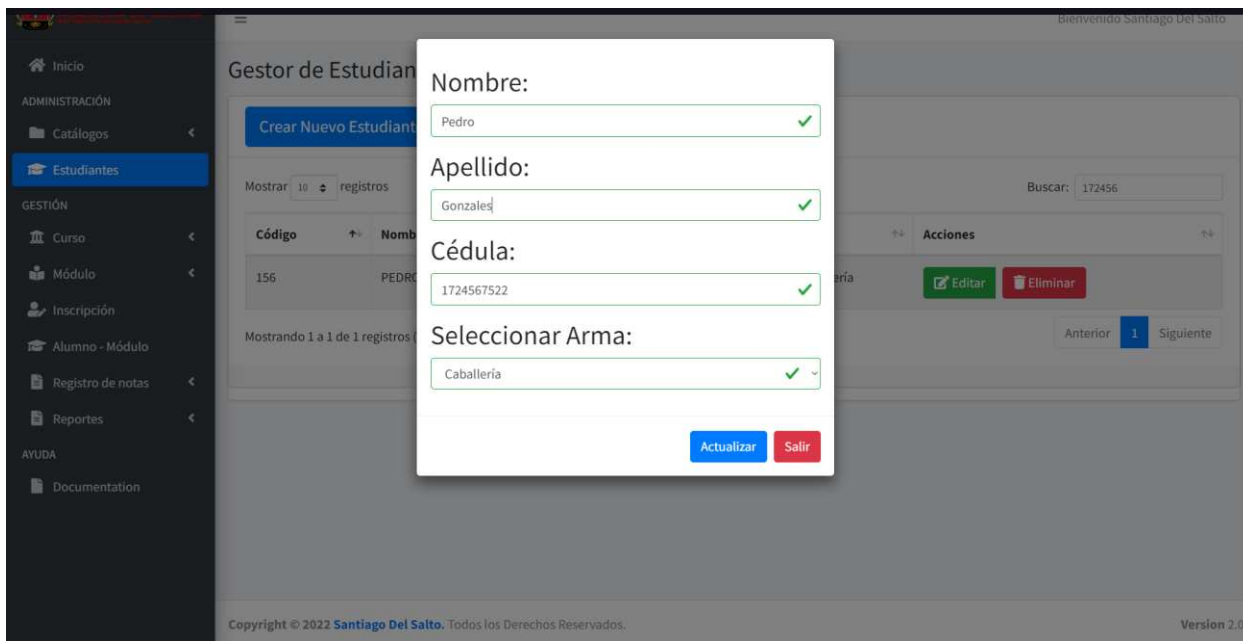 Bienvenido Santiago Del Salto
Inicio
ADMINISTRACIÓN
Catálogos
Estudiantes
GESTIÓN
Curso
Módulo
Inscripción
Alumno - Módulo
Registro de notas
Reportes
AYUDA
Documentation
Gestor de Estudian
Crear Nuevo Estudiant
Mostrar 10 registros
Buscar: 172456
Código Nomb Acciones
156 PEDRO ería Editar Eliminar
Mostrando 1 a 1 de 1 registros (
Anterior 1 Siguiente
Nombre:
Pedro
Apellido:
Gonzales
Cédula:
1724567522
Seleccionar Arma:
Caballería
Actualizar Salir
Copyright © 2022 Santiago Del Salto. Todos los Derechos Reservados.
Version 2.0